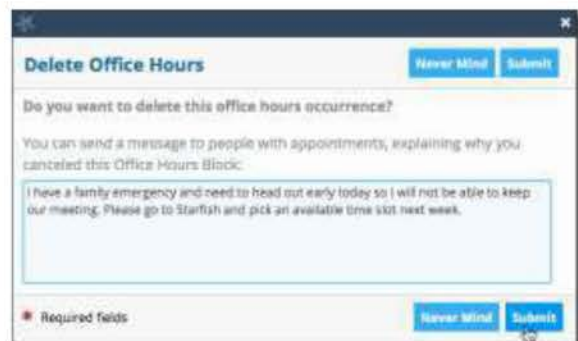 Delete Office Hours
Never Mind
Submit
Do you want to delete this office hours occurrence?
You can send a message to people with appointments, explaining why you
canceled this Office Hours Block:
I have a family emergency and need to head out early today so I will not be able to keep
our meeting. Please go to Starfish and pick an available time slot next week.
* Required fields
Never Mind
Submit